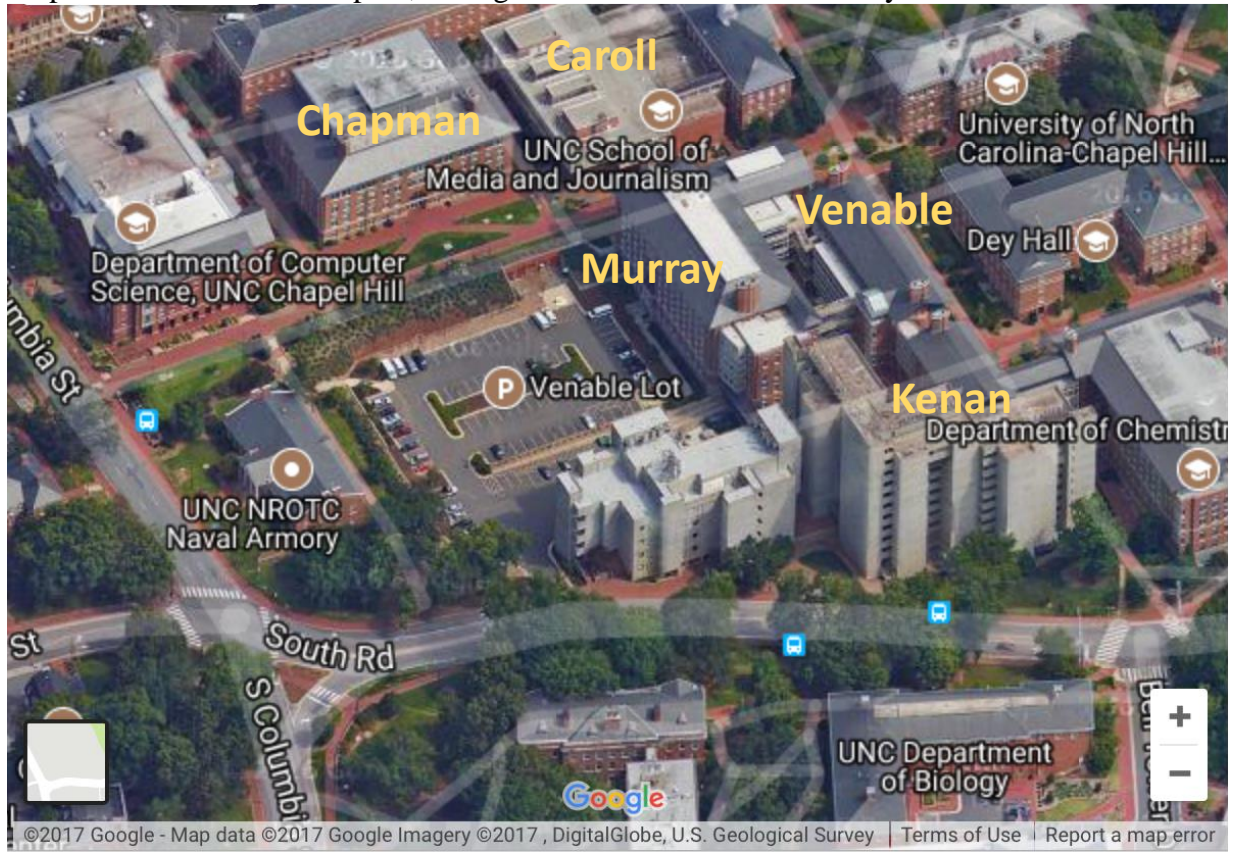 Caroll
Chapman
UNC School of
Media and Journalism
University of North
Carolina-Chapel Hill...
Venable
Dey Hall
Murray
Department of Computer
Science, UNC Chapel Hill
umbia St
P Venable Lot
Kenan
Department of Chemistr
UNC NROTC
Naval Armory
St
South Rd
S Columbi
UNC Department
of Biology
+
−
Google
©2017 Google - Map data ©2017 Google Imagery ©2017 , DigitalGlobe, U.S. Geological Survey Terms of Use Report a map error